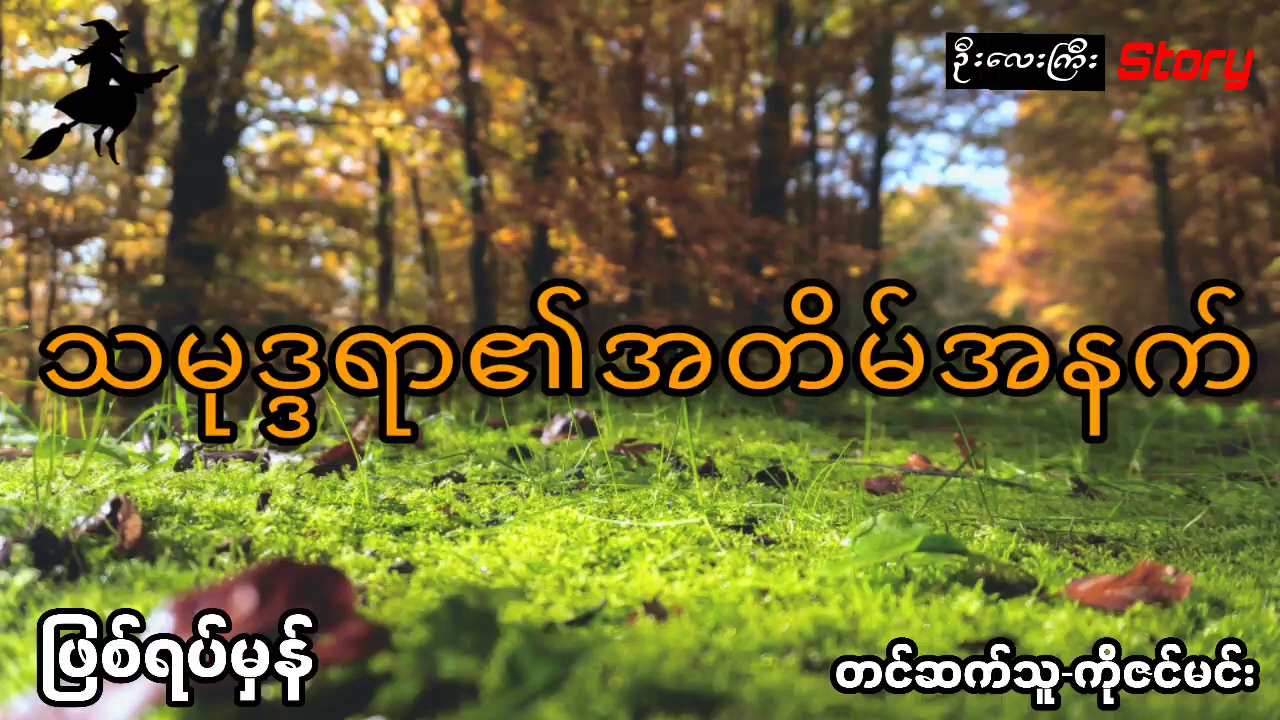 ဦးလေးကြီး Story
သမုဒ္ဒရာ၏အတိမ်အနက်
ဖြစ်ရပ်မှန်
တင်ဆက်သူ-ကိုဇင်မင်း